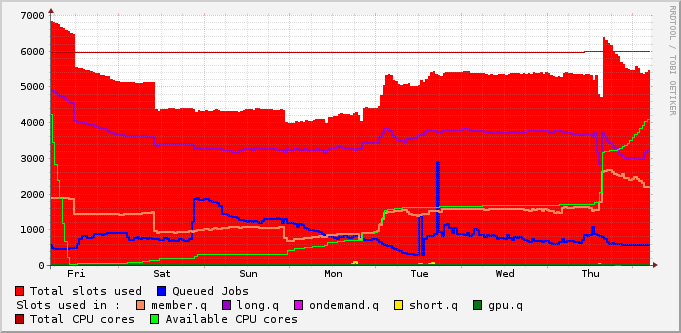 7000
6000
5000
4000
3000
2000
1000
0
Fri Sat Sun Mon Tue Wed Thu
Total slots used Queued Jobs
Slots used in : member.q long.q ondemand.q short.q gpu.q
Total CPU cores Available CPU cores
RRDTOOL / TOBI OETIKER